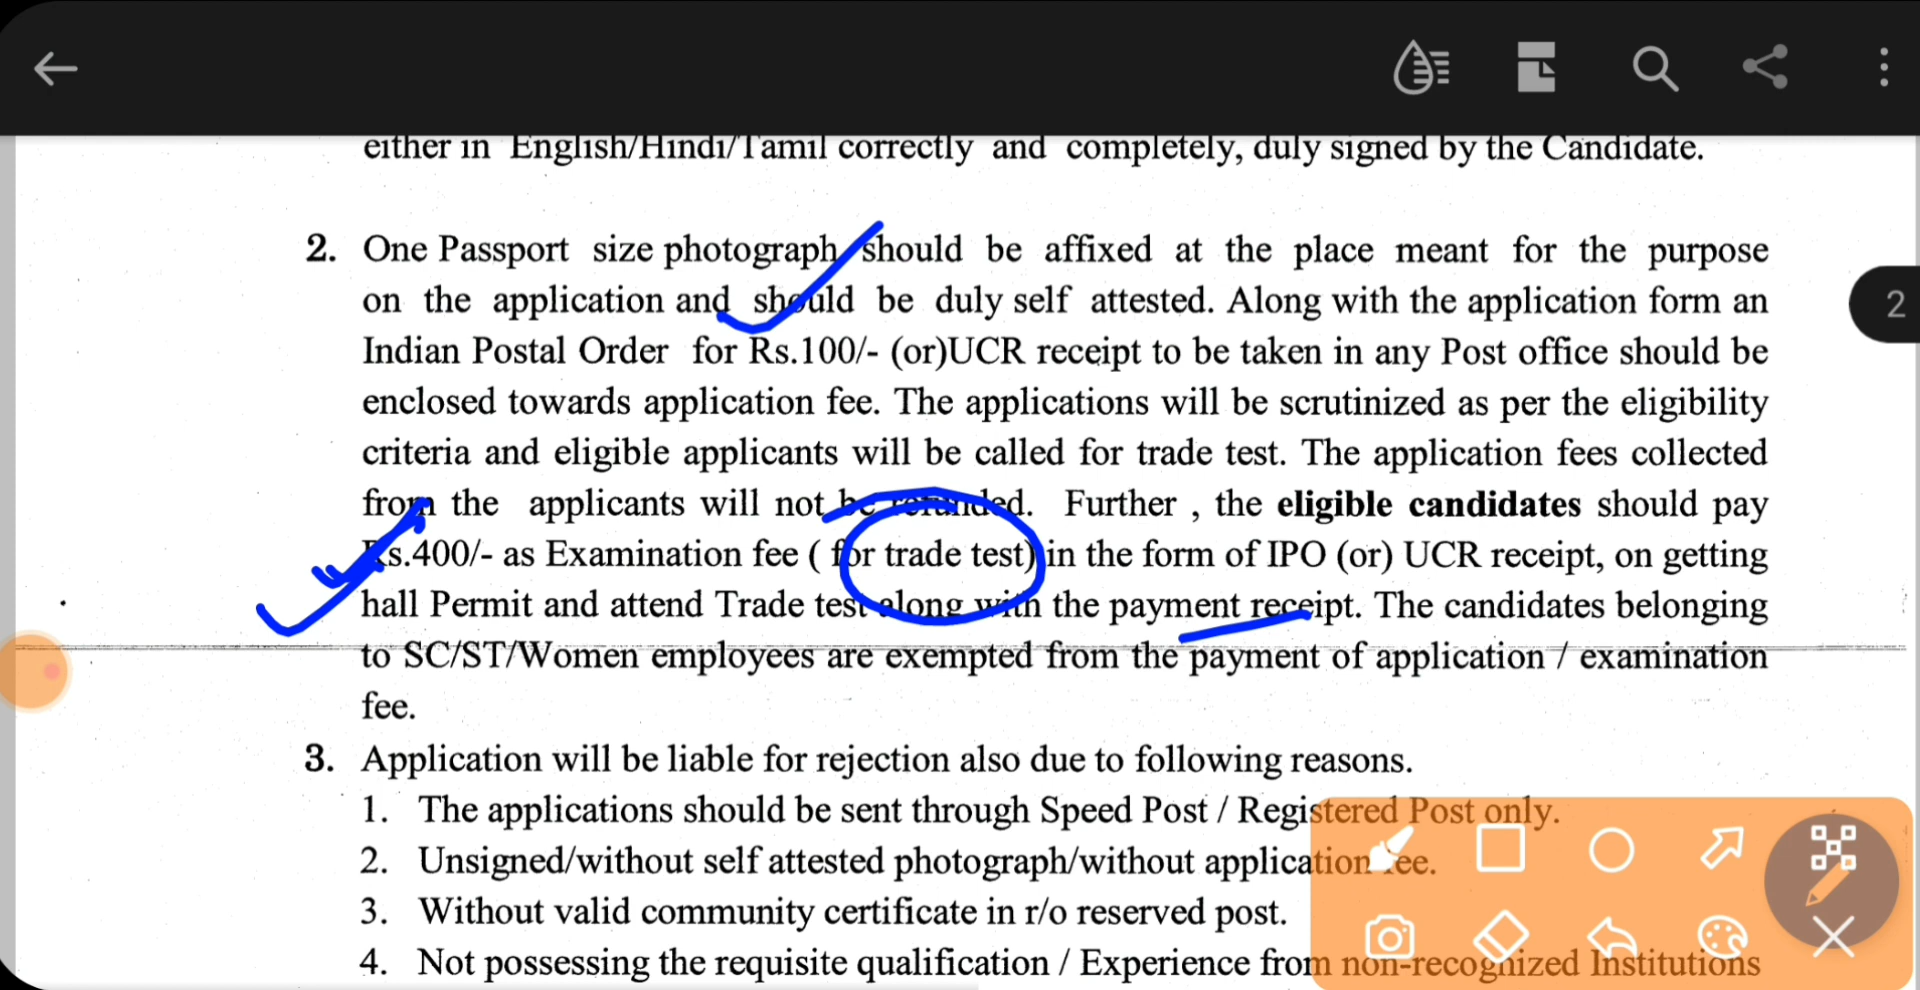 either in English/Hindi/Tamil correctly and completely, duly signed by the Candidate.
2. One Passport size photograph should be affixed at the place meant for the purpose
on the application and should be duly self attested. Along with the application form an
Indian Postal Order for Rs.100/- (or)UCR receipt to be taken in any Post office should be
enclosed towards application fee. The applications will be scrutinized as per the eligibility
criteria and eligible applicants will be called for trade test. The application fees collected
from the applicants will not be refunded. Further , the eligible candidates should pay
Rs.400/- as Examination fee ( for trade test) in the form of IPO (or) UCR receipt, on getting
hall Permit and attend Trade test along with the payment receipt. The candidates belonging
to SC/ST/Women employees are exempted from the payment of application / examination
fee.
3. Application will be liable for rejection also due to following reasons.
1. The applications should be sent through Speed Post / Registered Post only.
2. Unsigned/without self attested photograph/without application fee.
3. Without valid community certificate in r/o reserved post.
4. Not possessing the requisite qualification / Experience from non-recognized Institutions
2